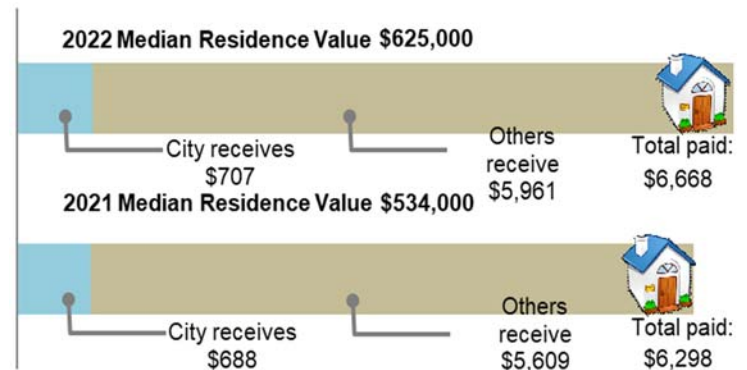 2022 Median Residence Value $625,000
City receives
$707
Others
receive
$5,961
Total paid:
$6,668
2021 Median Residence Value $534,000
City receives
$688
Others
receive
$5,609
Total paid:
$6,298